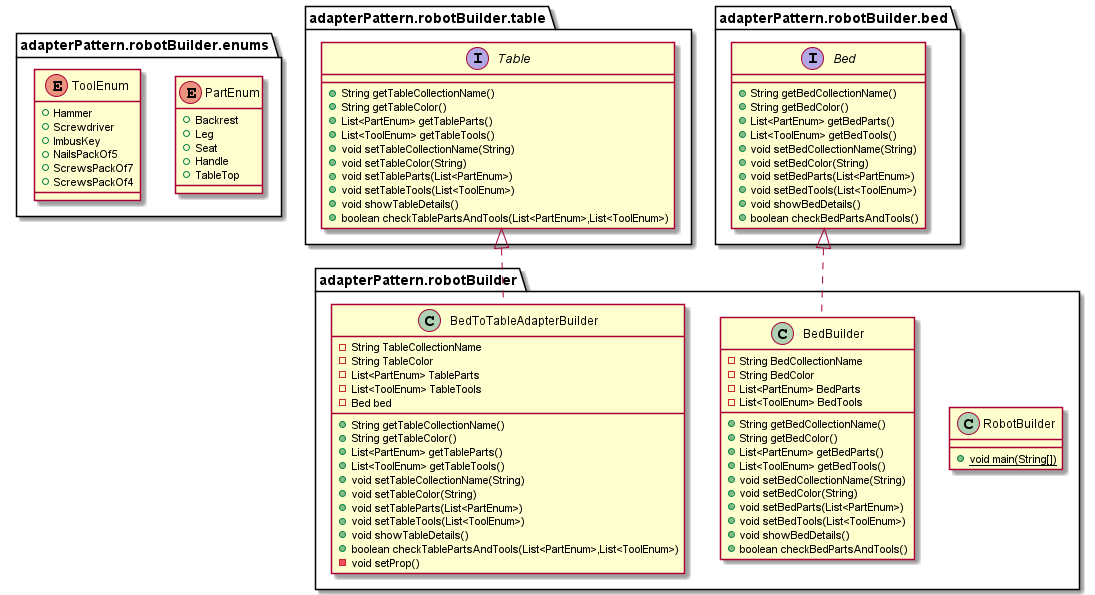 adapterPattern.robotBuilder.enums
E ToolEnum
Hammer
Screwdriver
ImbusKey
NailsPackOf5
ScrewsPackOf7
ScrewsPackOf4
E PartEnum
Backrest
Leg
Seat
Handle
TableTop
adapterPattern.robotBuilder.table
I Table
String getTableCollectionName()
String getTableColor()
List<PartEnum> getTableParts()
List<ToolEnum> getTableTools()
void setTableCollectionName(String)
void setTableColor(String)
void setTableParts(List<PartEnum>)
void setTableTools(List<ToolEnum>)
void showTableDetails()
boolean checkTablePartsAndTools(List<PartEnum>,List<ToolEnum>)
adapterPattern.robotBuilder.bed
I Bed
String getBedCollectionName()
String getBedColor()
List<PartEnum> getBedParts()
List<ToolEnum> getBedTools()
void setBedCollectionName(String)
void setBedColor(String)
void setBedParts(List<PartEnum>)
void setBedTools(List<ToolEnum>)
void showBedDetails()
boolean checkBedPartsAndTools()
adapterPattern.robotBuilder
C BedToTableAdapterBuilder
String TableCollectionName
String TableColor
List<PartEnum> TableParts
List<ToolEnum> TableTools
Bed bed
String getTableCollectionName()
String getTableColor()
List<PartEnum> getTableParts()
List<ToolEnum> getTableTools()
void setTableCollectionName(String)
void setTableColor(String)
void setTableParts(List<PartEnum>)
void setTableTools(List<ToolEnum>)
void showTableDetails()
boolean checkTablePartsAndTools(List<PartEnum>,List<ToolEnum>)
void setProp()
C BedBuilder
String BedCollectionName
String BedColor
List<PartEnum> BedParts
List<ToolEnum> BedTools
String getBedCollectionName()
String getBedColor()
List<PartEnum> getBedParts()
List<ToolEnum> getBedTools()
void setBedCollectionName(String)
void setBedColor(String)
void setBedParts(List<PartEnum>)
void setBedTools(List<ToolEnum>)
void showBedDetails()
boolean checkBedPartsAndTools()
C RobotBuilder
void main(String[])